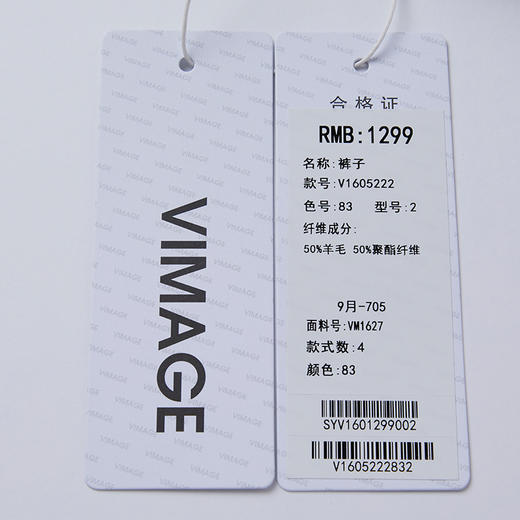 VIMAGE
合格证
RMB:1299
名称:裤子
款号:V1605222
色号:83 型号:2
纤维成分:
50%羊毛 50%聚酯纤维
9月-705
面料号:VM1627
款式数:4
颜色:83
SYV1601299002
V1605222832